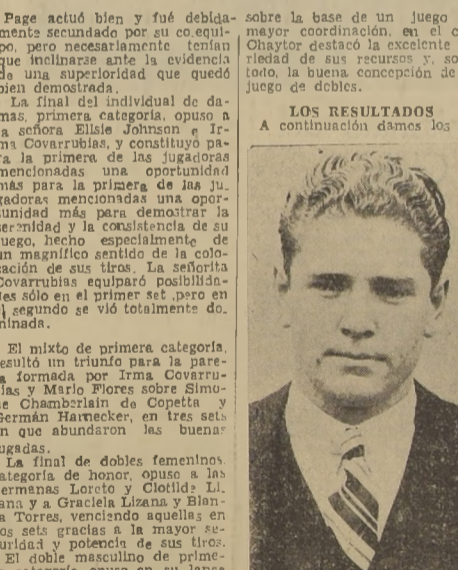 Page actuó bien y fué debida-
mente secundado por su co.equi-
po, pero necesariamente tenían
que inclinarse ante la evidencia
de una superioridad que quedó
bien demostrada.
La final del individual de da-
mas, primera categoría, opuso a
a señora Ellsie Johnson e Ir-
ma Covarrubias, y constituyó pa-
ra la primera de las jugadoras
mencionadas una oportunidad
más para la primera de las ju.
gadoras mencionadas una opor-
tunidad más para demostrar la
serenidad y la consistencia de su
juego, hecho especialmente de
un magnífico sentido de la colo-
cación de sus tiros. La señorita
Covarrubias equiparó posibilida-
des sólo en el primer set ,pero en
el segundo se vió totalmente do.
minada.
El mixto de primera categoría,
resultó un triunfo para la pare-
a formada por Irma Covarru-
bias y Mario Flores sobre Simo-
ne Chamberlain de Copetta y
Germán Harnecker, en tres sets
en que abundaron las buenas
ugadas.
La final de dobles femeninos,
categoría de honor, opuso a las
hermanas Loreto y Clotilde Li.
zana y a Graciela Lizana y Blan-
a Torres, venciendo aquellas en
dos sets gracias a la mayor se-
guridad y potencia de sus tiros.
El doble masculino de prime-
opuso en su lance
sobre la base de un juego
mayor coordinación, en el c
Chaytor destacó la excelente
riedad de sus recursos y, so
todo, la buena concepción de
juego de dobles.
LOS RESULTADOS
A continuación damos los